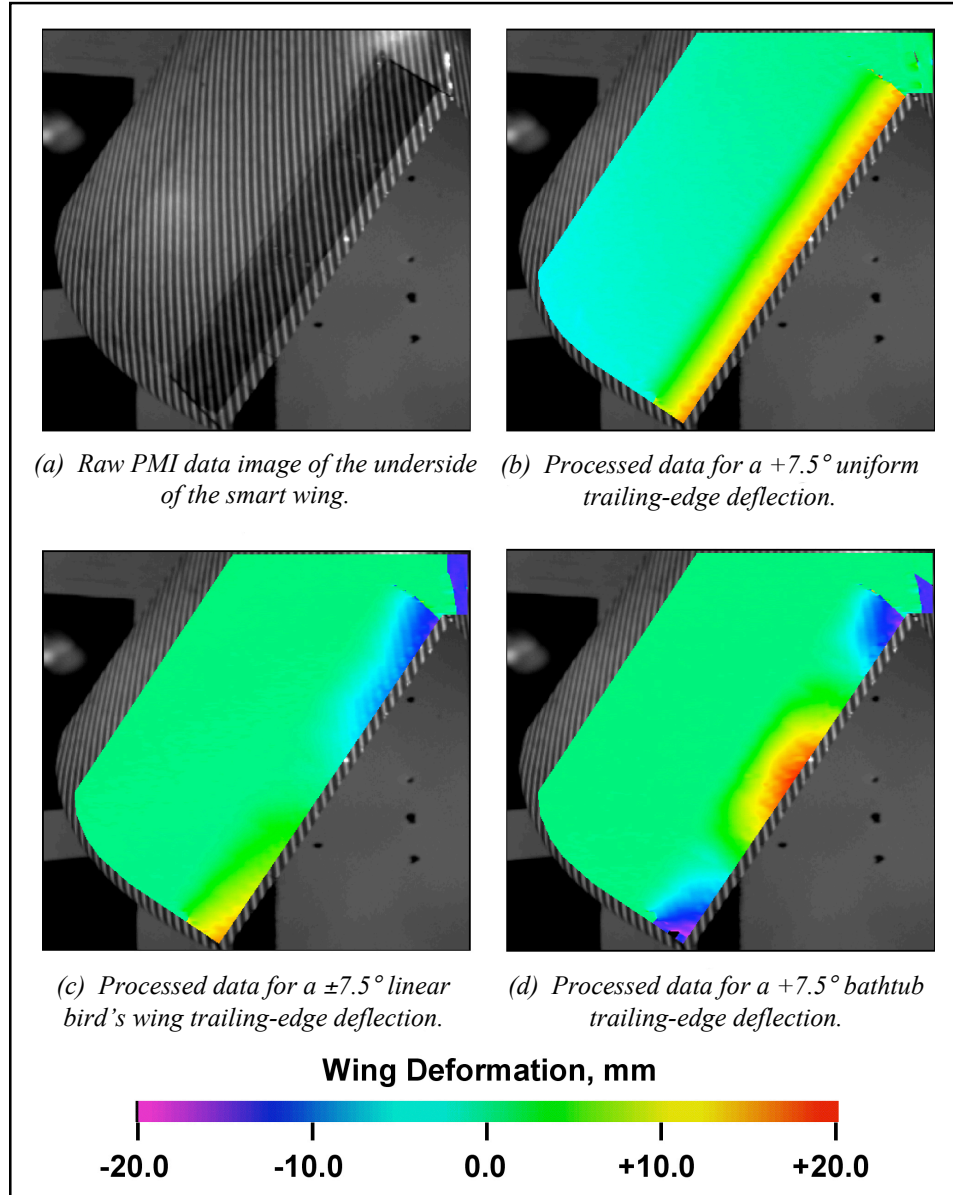 (a) Raw PMI data image of the underside
of the smart wing.
(b) Processed data for a +7.5° uniform
trailing-edge deflection.
(c) Processed data for a ±7.5° linear
bird's wing trailing-edge deflection.
(d) Processed data for a +7.5° bathtub
trailing-edge deflection.
Wing Deformation, mm
-20.0 -10.0 0.0 +10.0 +20.0